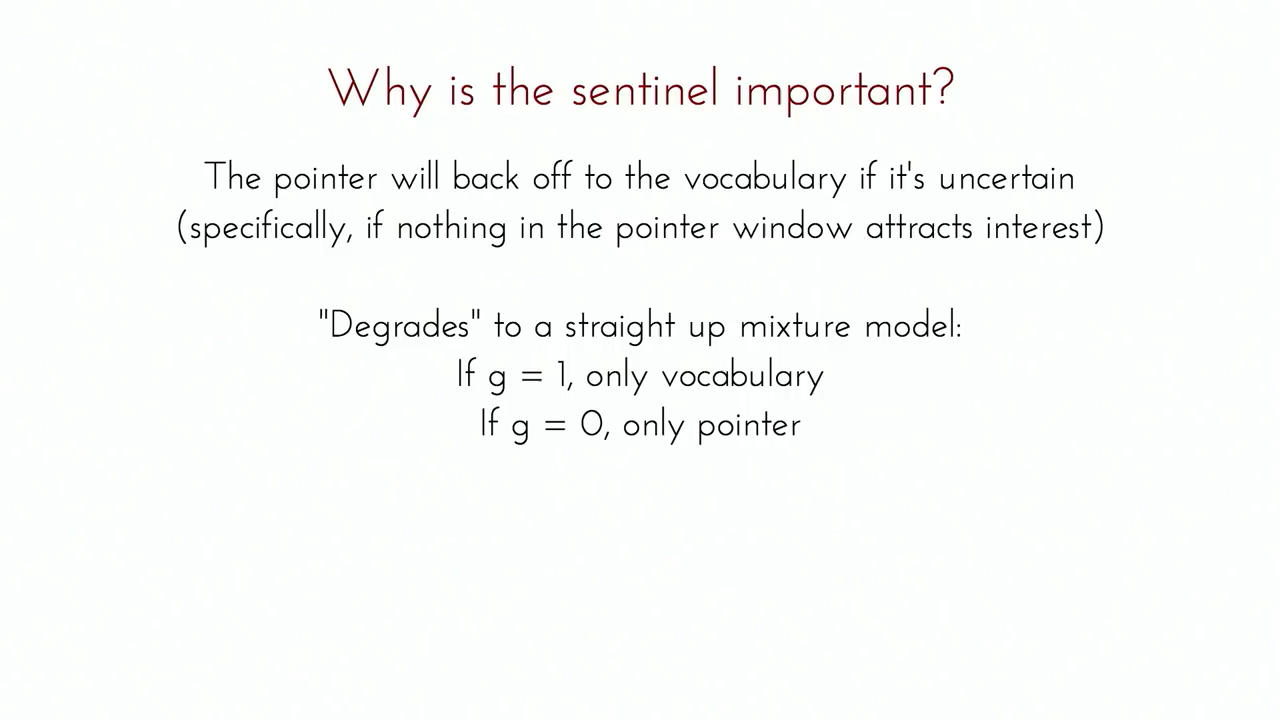 Why is the sentinel important?
The pointer will back off to the vocabulary if it's uncertain
(specifically, if nothing in the pointer window attracts interest)
"Degrades" to a straight up mixture model:
If g = 1, only vocabulary
If g = 0, only pointer